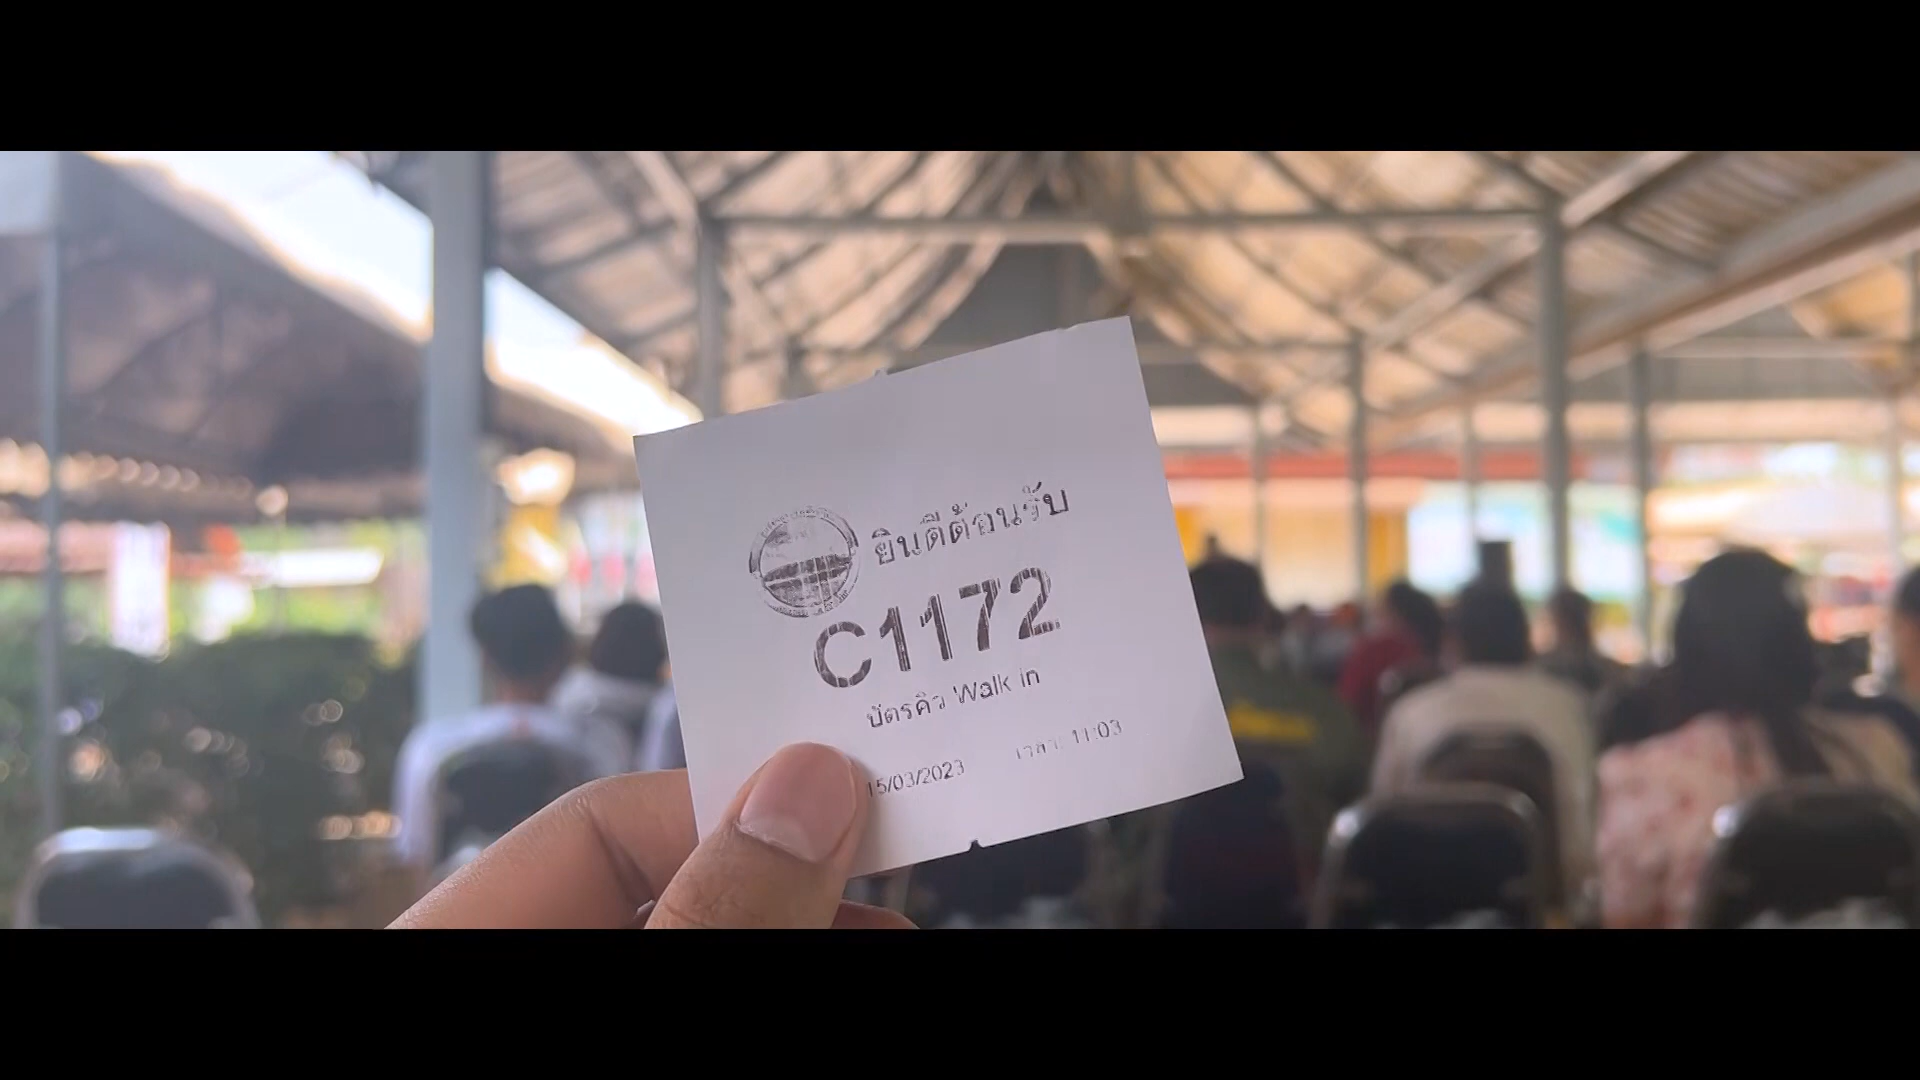 ยินดีต้อนรับ
C1172
บัตรคิว Walk in
15/03/2023 เวลา 11:03